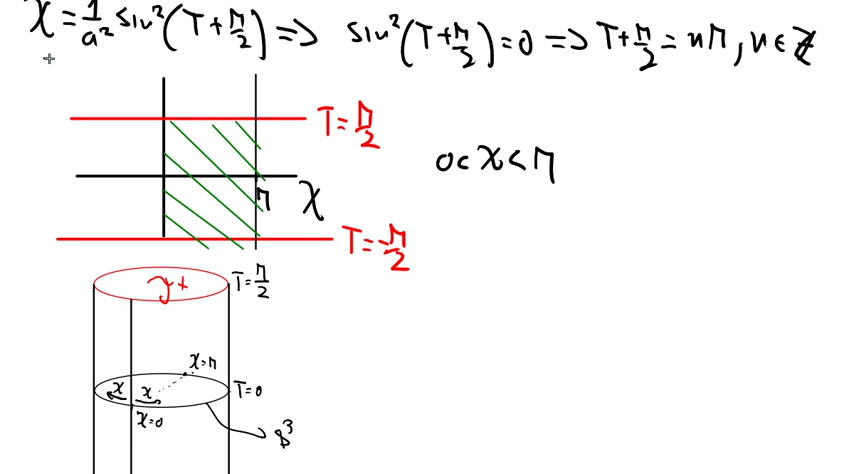 χ = 1/a² sin²(T + π/2) => sin²(T + π/2) = 0 => T + π/2 = nπ, n ∈ ℤ
T = π/2
0 < χ < π
π
χ
T = -π/2
𝒥+
T = π/2
χ = π
χ
χ
T = 0
χ = 0
S³